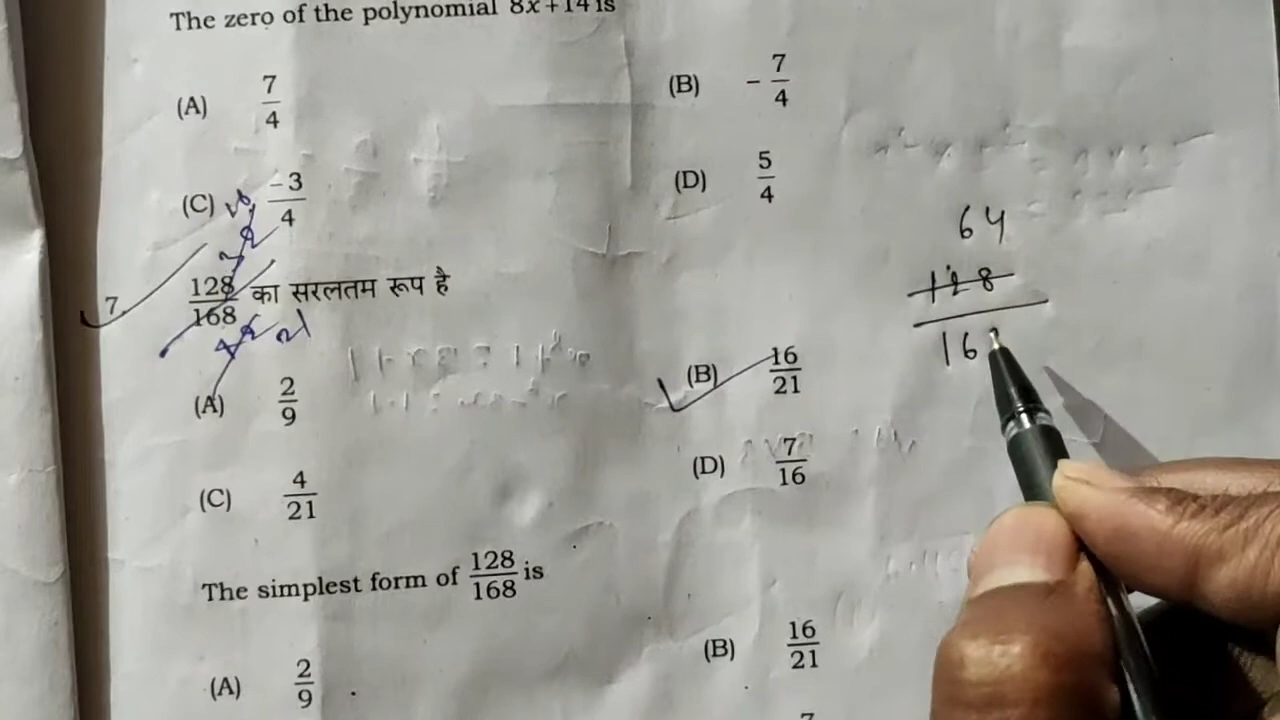 The zero of the polynomial 8x+14 is
(A) 7/4 (B) - 7/4
(C) -3/4 (D) 5/4
7. 128/168 का सरलतम रूप है
(A) 2/9 (B) 16/21
(C) 4/21 (D) 7/16
The simplest form of 128/168 is
(A) 2/9 (B) 16/21
7
64
128
16